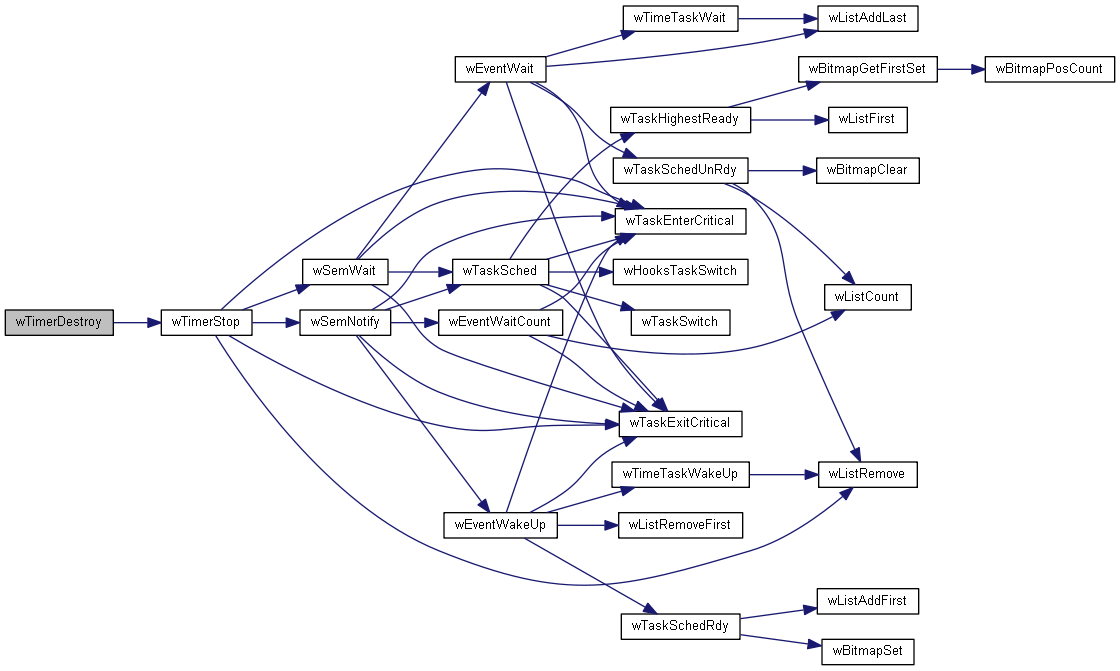 wTimeTaskWait
wListAddLast
wEventWait
wBitmapGetFirstSet
wBitmapPosCount
wTaskHighestReady
wListFirst
wTaskSchedUnRdy
wBitmapClear
wTaskEnterCritical
wSemWait
wTaskSched
wHooksTaskSwitch
wListCount
wTimerDestroy
wTimerStop
wSemNotify
wEventWaitCount
wTaskSwitch
wTaskExitCritical
wTimeTaskWakeUp
wListRemove
wEventWakeUp
wListRemoveFirst
wListAddFirst
wTaskSchedRdy
wBitmapSet